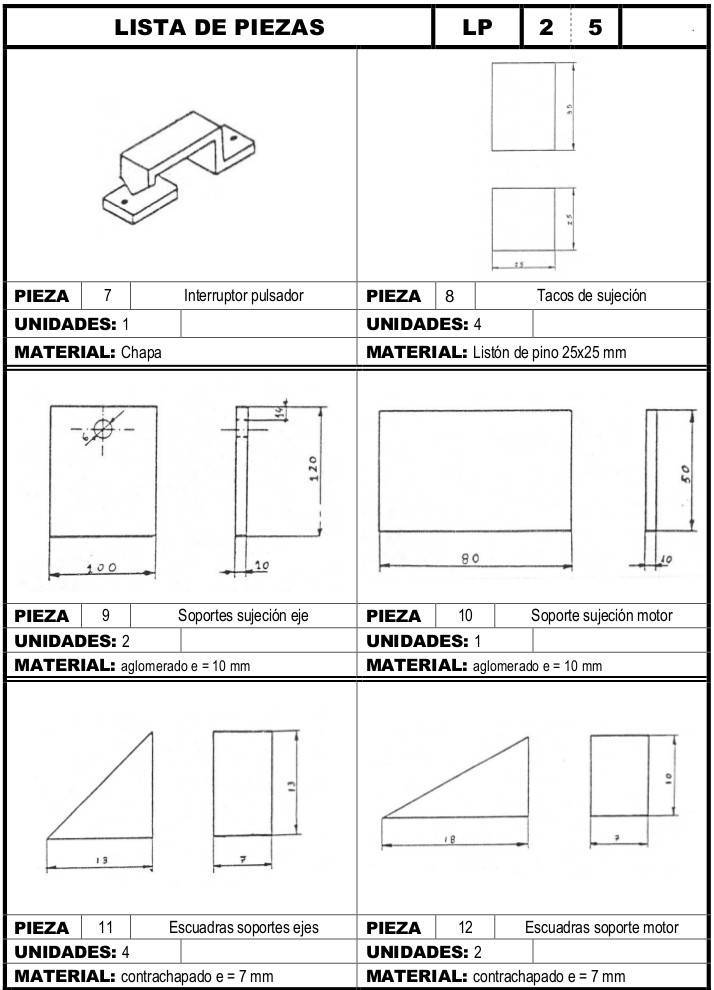 LISTA DE PIEZAS LP 2 5
35
PIEZA 7 Interruptor pulsador
UNIDADES: 1
MATERIAL: Chapa
PIEZA 8 Tacos de sujeción
UNIDADES: 4
MATERIAL: Listón de pino 25x25 mm
6
14
120
100
10
PIEZA 9 Soportes sujeción eje
UNIDADES: 2
MATERIAL: aglomerado e = 10 mm
50
80
10
PIEZA 10 Soporte sujeción motor
UNIDADES: 1
MATERIAL: aglomerado e = 10 mm
13
13
7
PIEZA 11 Escuadras soportes ejes
UNIDADES: 4
MATERIAL: contrachapado e = 7 mm
10
18
7
PIEZA 12 Escuadras soporte motor
UNIDADES: 2
MATERIAL: contrachapado e = 7 mm